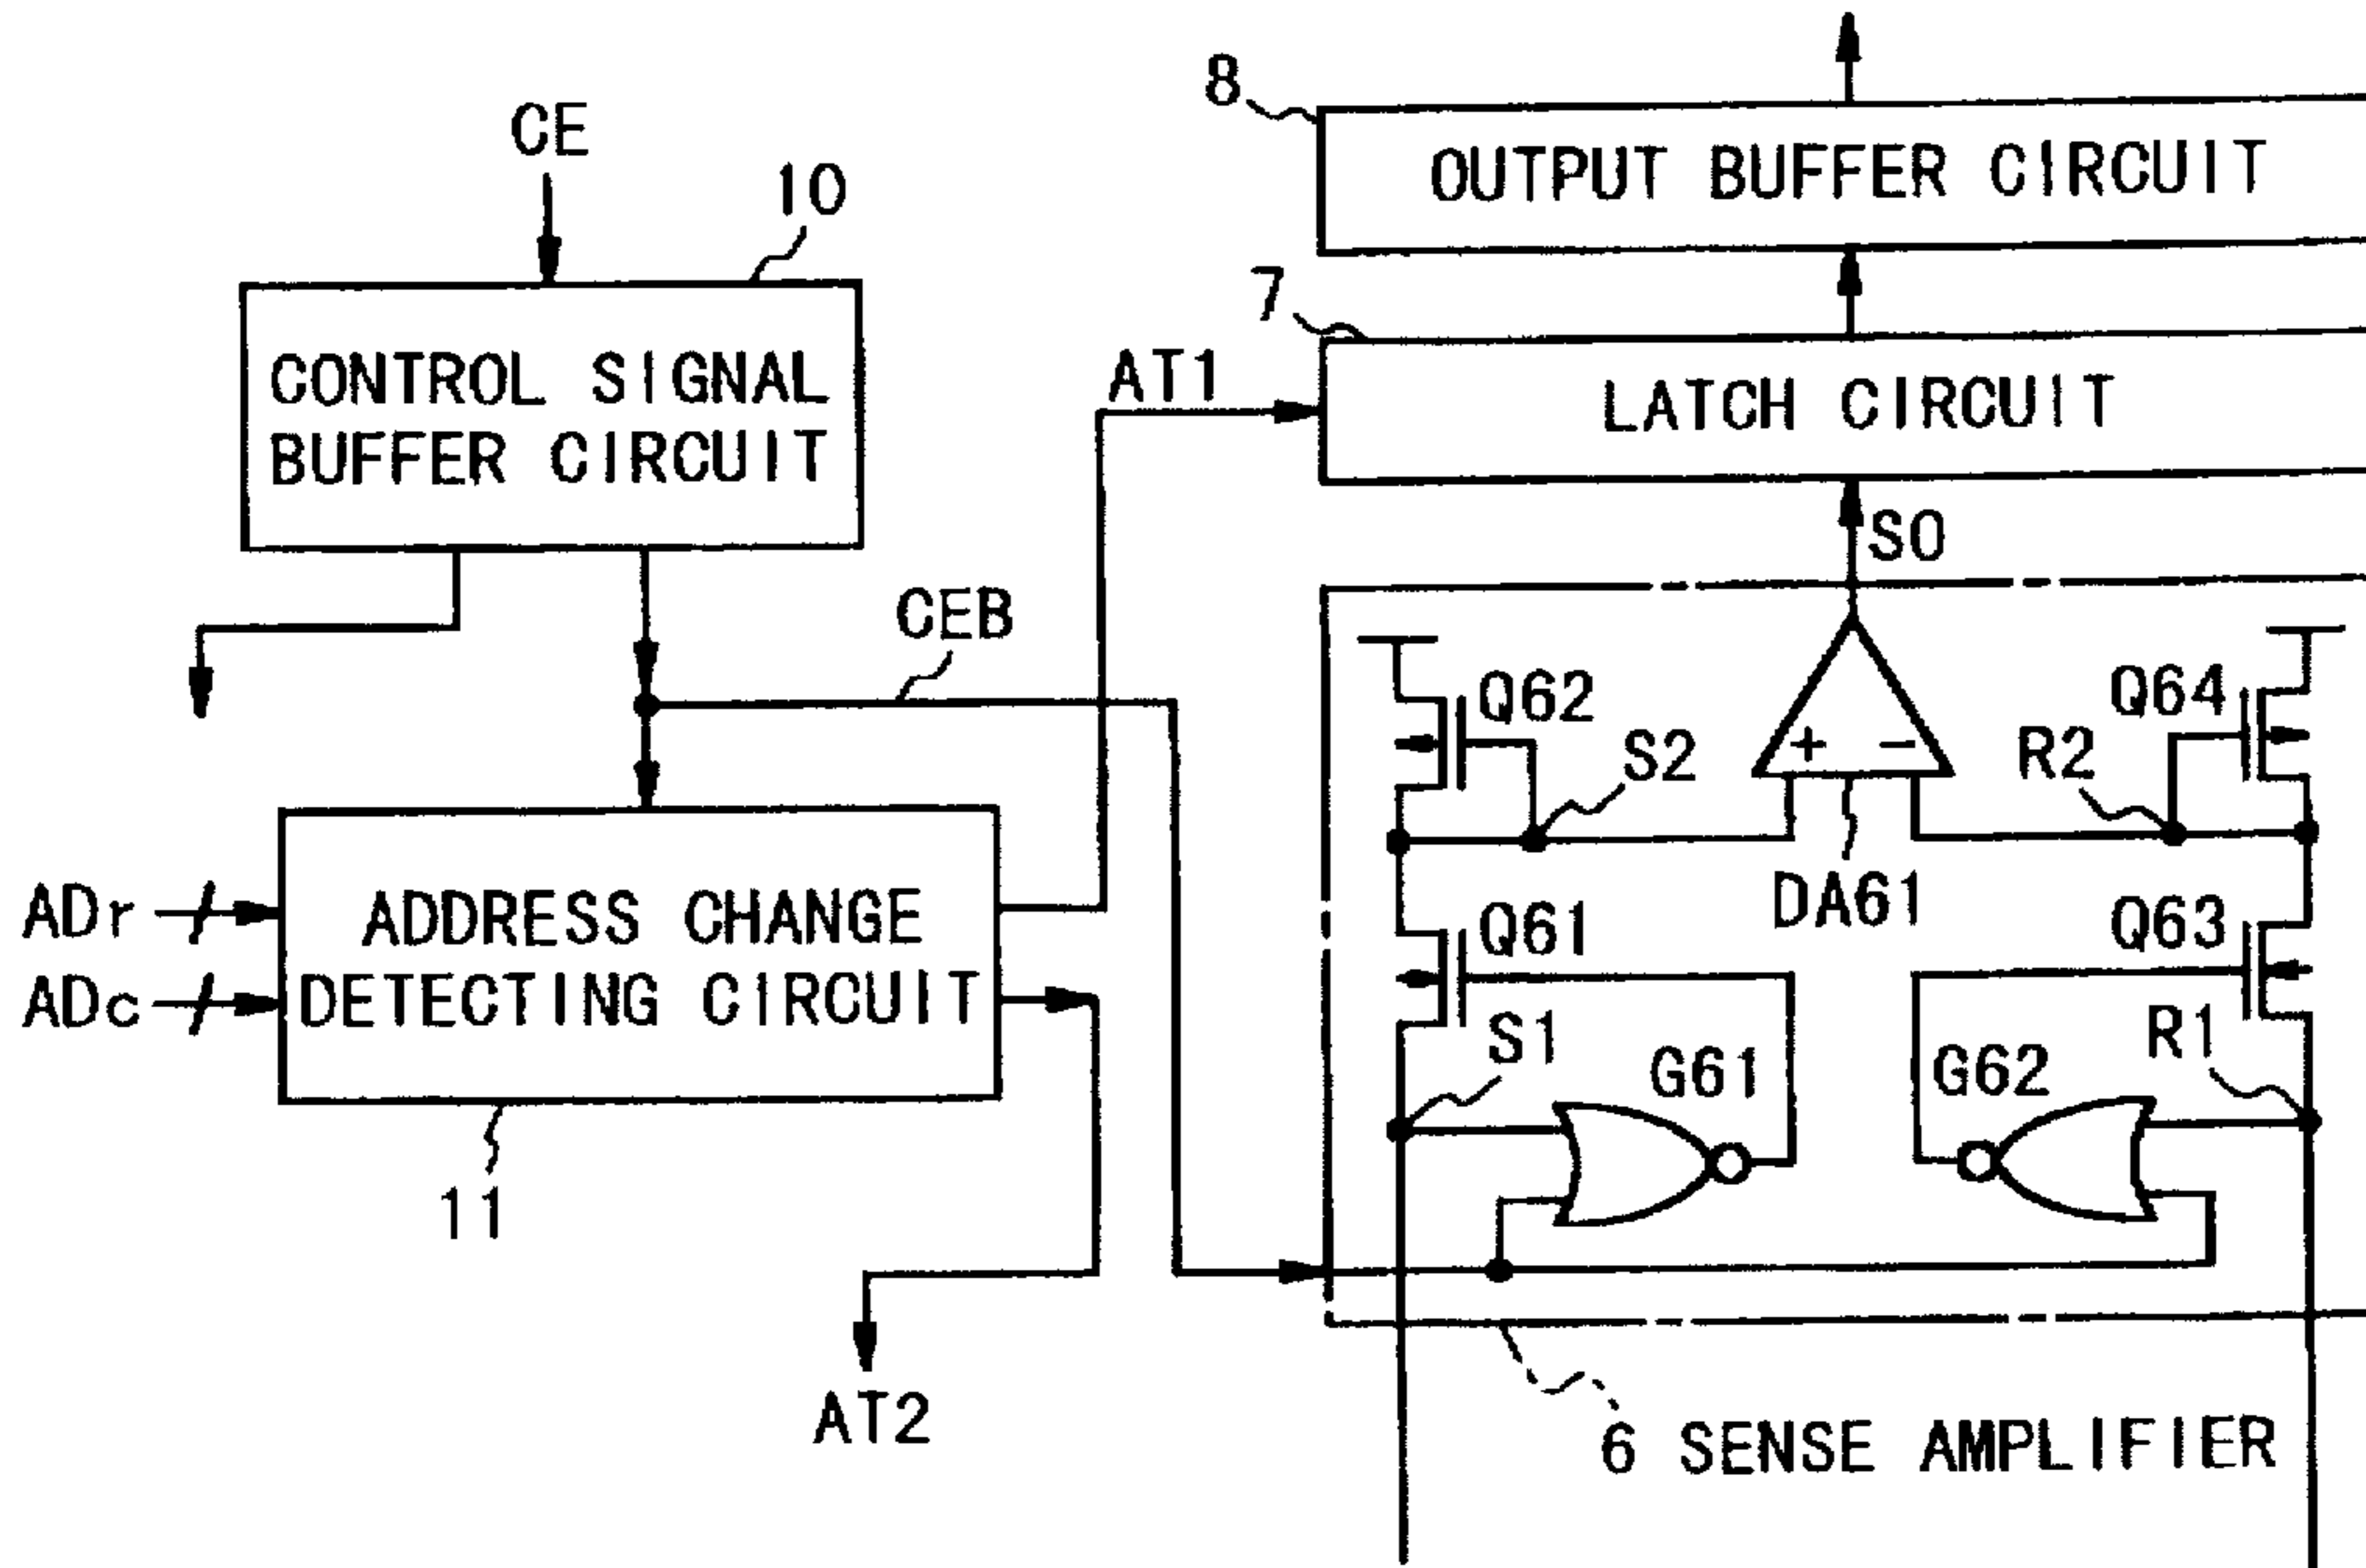 8
OUTPUT BUFFER CIRCUIT
CE
10
CONTROL SIGNAL
BUFFER CIRCUIT
7
AT1
LATCH CIRCUIT
S0
CEB
Q62
S2
+ −
R2
Q64
DA61
ADr
ADc
ADDRESS CHANGE
DETECTING CIRCUIT
11
Q61
Q63
S1
G61
G62
R1
AT2
6 SENSE AMPLIFIER